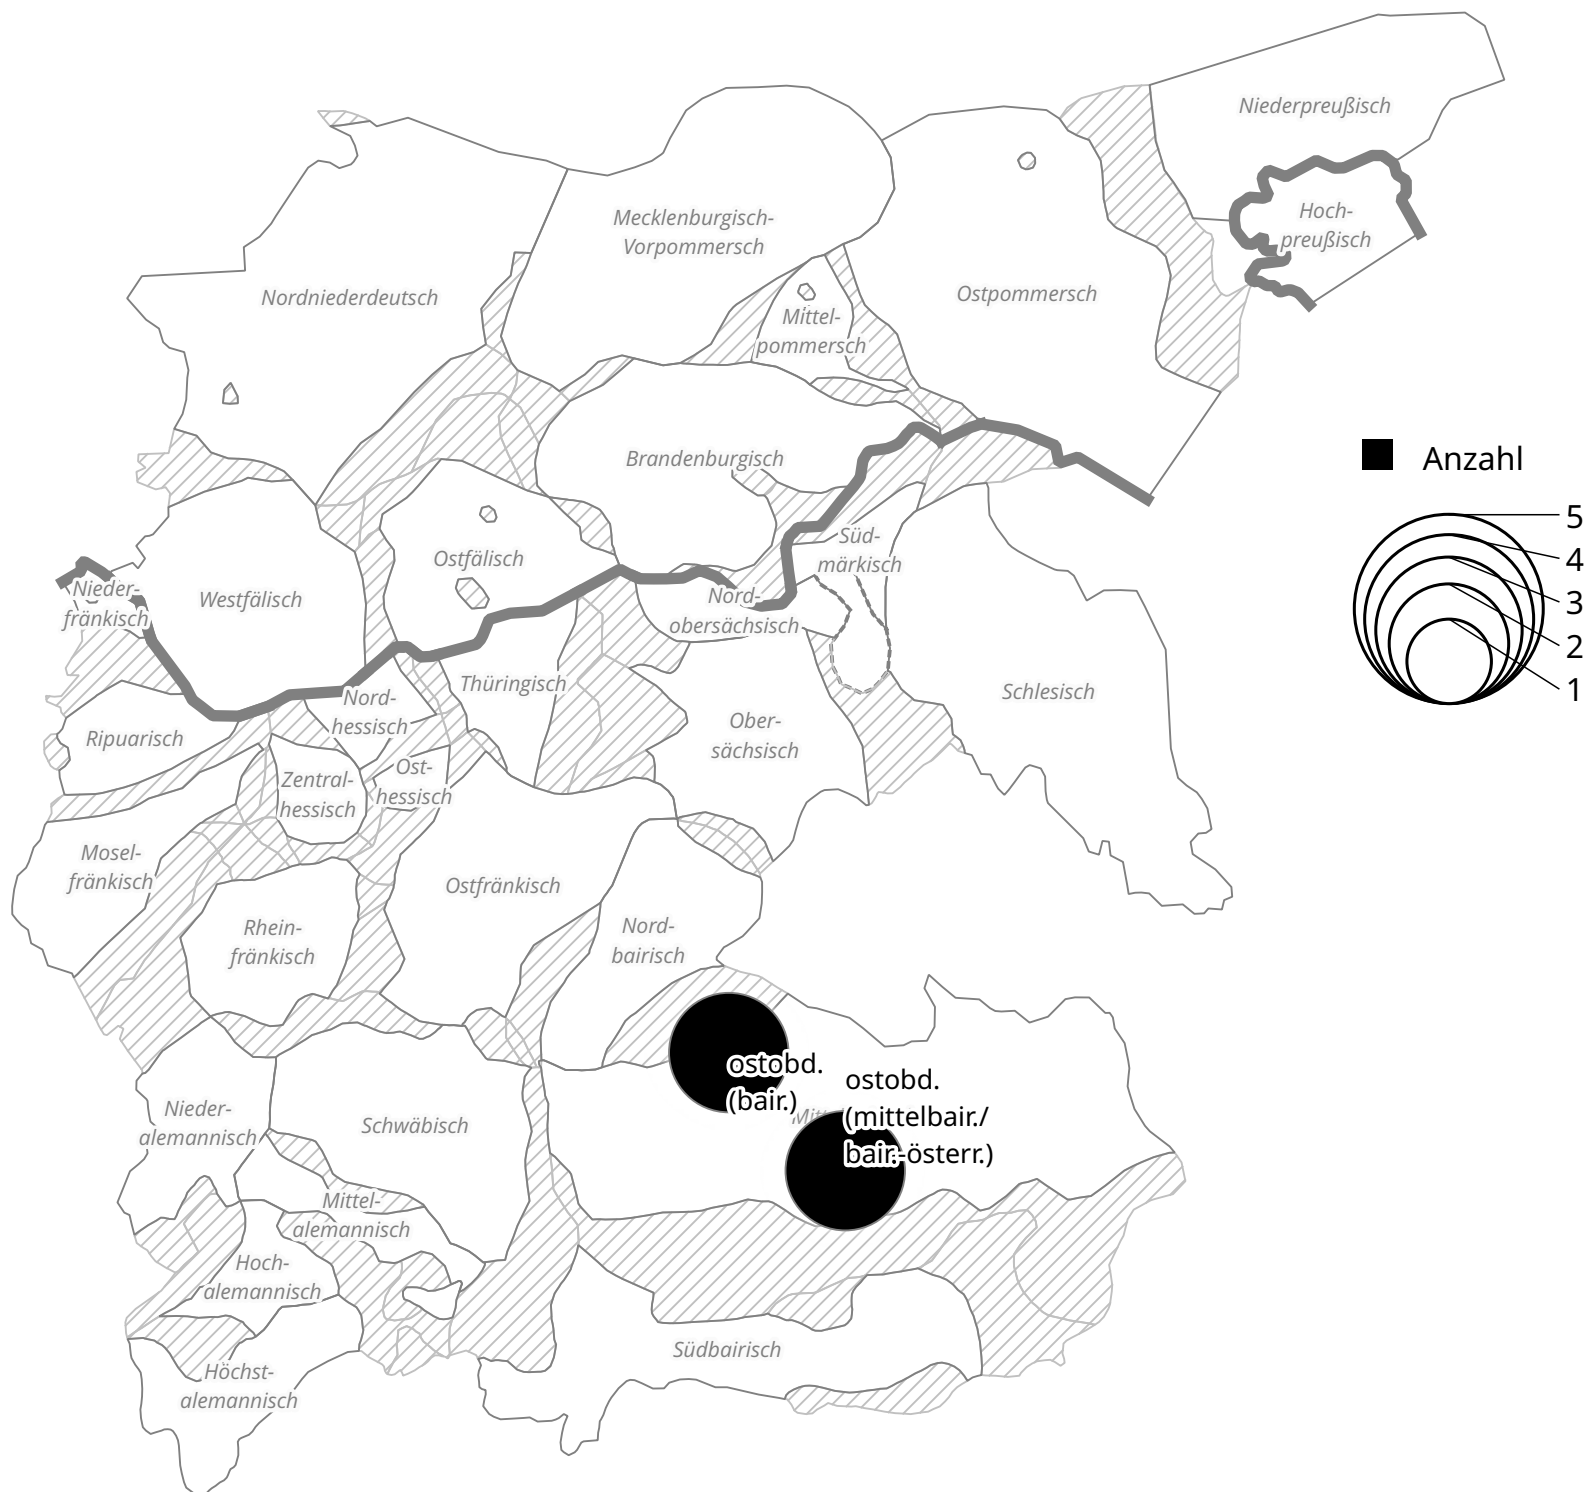 Niederpreußisch
Hoch-
preußisch
Mecklenburgisch-
Vorpommersch
Nordniederdeutsch
Ostpommersch
Mittel-
pommersch
Brandenburgisch
Anzahl
5
4
3
2
1
Ostfälisch
Süd-
märkisch
Nieder-
fränkisch
Westfälisch
Nord-
obersächsisch
Thüringisch
Schlesisch
Nord-
hessisch
Ripuarisch
Ober-
sächsisch
Zentral-
hessisch
Ost-
hessisch
Mosel-
fränkisch
Ostfränkisch
Rhein-
fränkisch
Nord-
bairisch
ostobd.
(bair.)
ostobd.
(mittelbair./
bair.-österr.)
Nieder-
alemannisch
Schwäbisch
Mittel-
alemannisch
Hoch-
alemannisch
Südbairisch
Höchst-
alemannisch